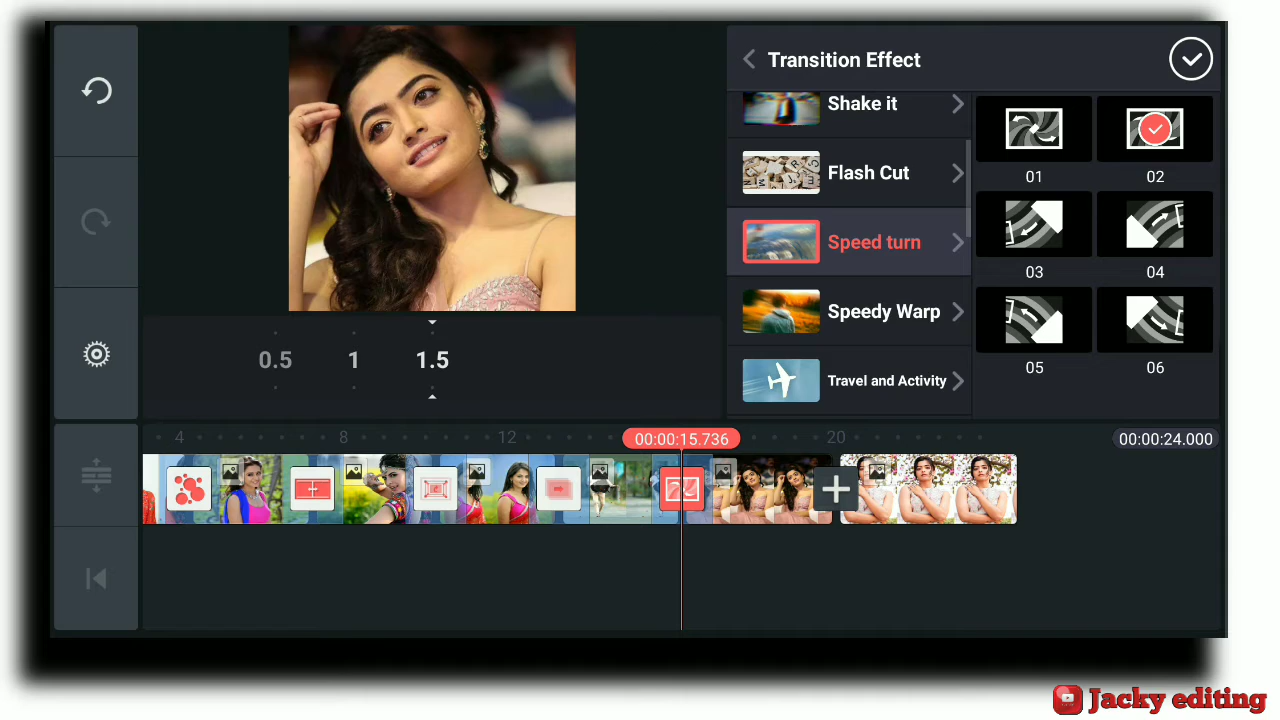 Transition Effect
Shake it
Flash Cut
Speed turn
Speedy Warp
Travel and Activity
01
02
03
04
05
06
0.5
1
1.5
4
8
12
00:00:15.736
20
00:00:24.000
Jacky editing